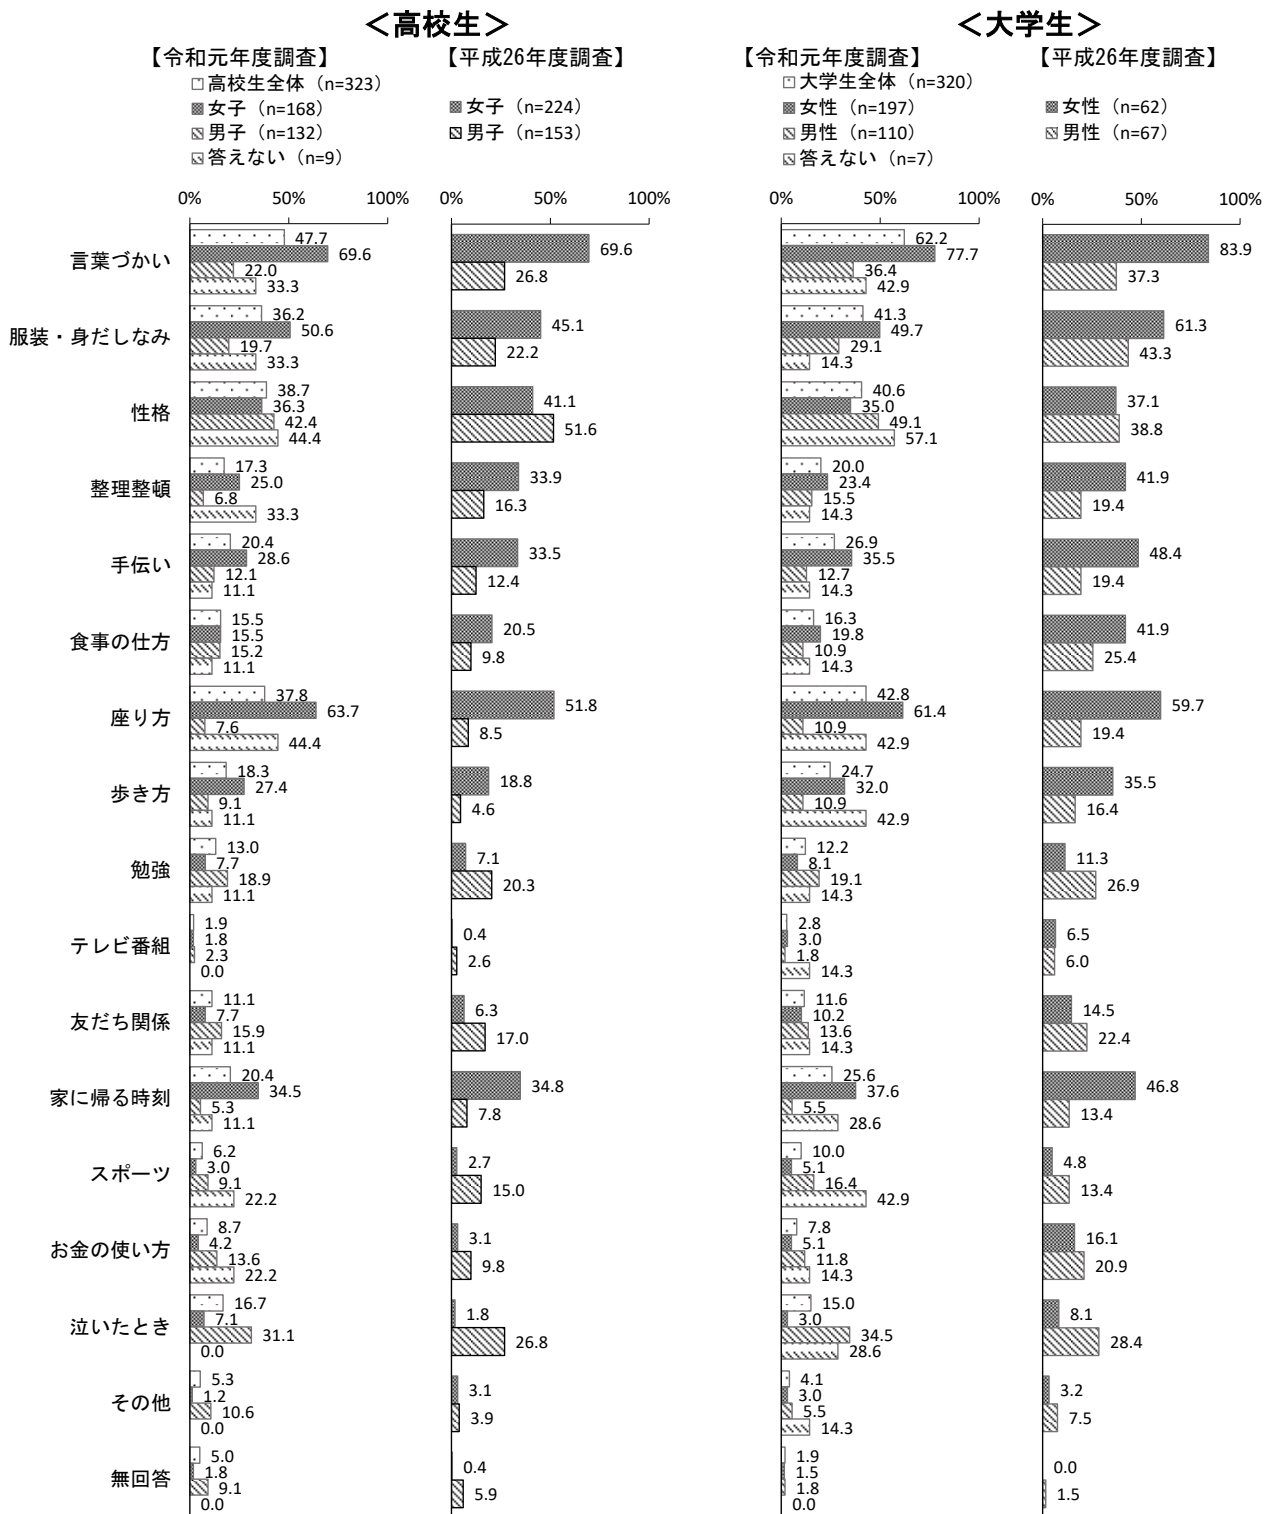 ＜高校生＞ ＜大学生＞
【令和元年度調査】 【平成26年度調査】 【令和元年度調査】 【平成26年度調査】
高校生全体（n=323） 大学生全体（n=320）
女子（n=168） 女子（n=224） 女性（n=197） 女性（n=62）
男子（n=132） 男子（n=153） 男性（n=110） 男性（n=67）
答えない（n=9） 答えない（n=7）
0% 50% 100% 0% 50% 100% 0% 50% 100% 0% 50% 100%
言葉づかい 47.7 69.6 22.0 33.3 69.6 26.8 62.2 77.7 36.4 42.9 83.9 37.3
服装・身だしなみ 36.2 50.6 19.7 33.3 45.1 22.2 41.3 49.7 29.1 14.3 61.3 43.3
性格 38.7 36.3 42.4 44.4 41.1 51.6 40.6 35.0 49.1 57.1 37.1 38.8
整理整頓 17.3 25.0 6.8 33.3 33.9 16.3 20.0 23.4 15.5 14.3 41.9 19.4
手伝い 20.4 28.6 12.1 11.1 33.5 12.4 26.9 35.5 12.7 14.3 48.4 19.4
食事の仕方 15.5 15.5 15.2 11.1 20.5 9.8 16.3 19.8 10.9 14.3 41.9 25.4
座り方 37.8 63.7 7.6 44.4 51.8 8.5 42.8 61.4 10.9 42.9 59.7 19.4
歩き方 18.3 27.4 9.1 11.1 18.8 4.6 24.7 32.0 10.9 42.9 35.5 16.4
勉強 13.0 7.7 18.9 11.1 7.1 20.3 12.2 8.1 19.1 14.3 11.3 26.9
テレビ番組 1.9 1.8 2.3 0.0 0.4 2.6 2.8 3.0 1.8 14.3 6.5 6.0
友だち関係 11.1 7.7 15.9 11.1 6.3 17.0 11.6 10.2 13.6 14.3 14.5 22.4
家に帰る時刻 20.4 34.5 5.3 11.1 34.8 7.8 25.6 37.6 5.5 28.6 46.8 13.4
スポーツ 6.2 3.0 9.1 22.2 2.7 15.0 10.0 5.1 16.4 42.9 4.8 13.4
お金の使い方 8.7 4.2 13.6 22.2 3.1 9.8 7.8 5.1 11.8 14.3 16.1 20.9
泣いたとき 16.7 7.1 31.1 0.0 1.8 26.8 15.0 3.0 34.5 28.6 8.1 28.4
その他 5.3 1.2 10.6 0.0 3.1 3.9 4.1 3.0 5.5 14.3 3.2 7.5
無回答 5.0 1.8 9.1 0.0 0.4 5.9 1.9 1.5 1.8 0.0 0.0 1.5